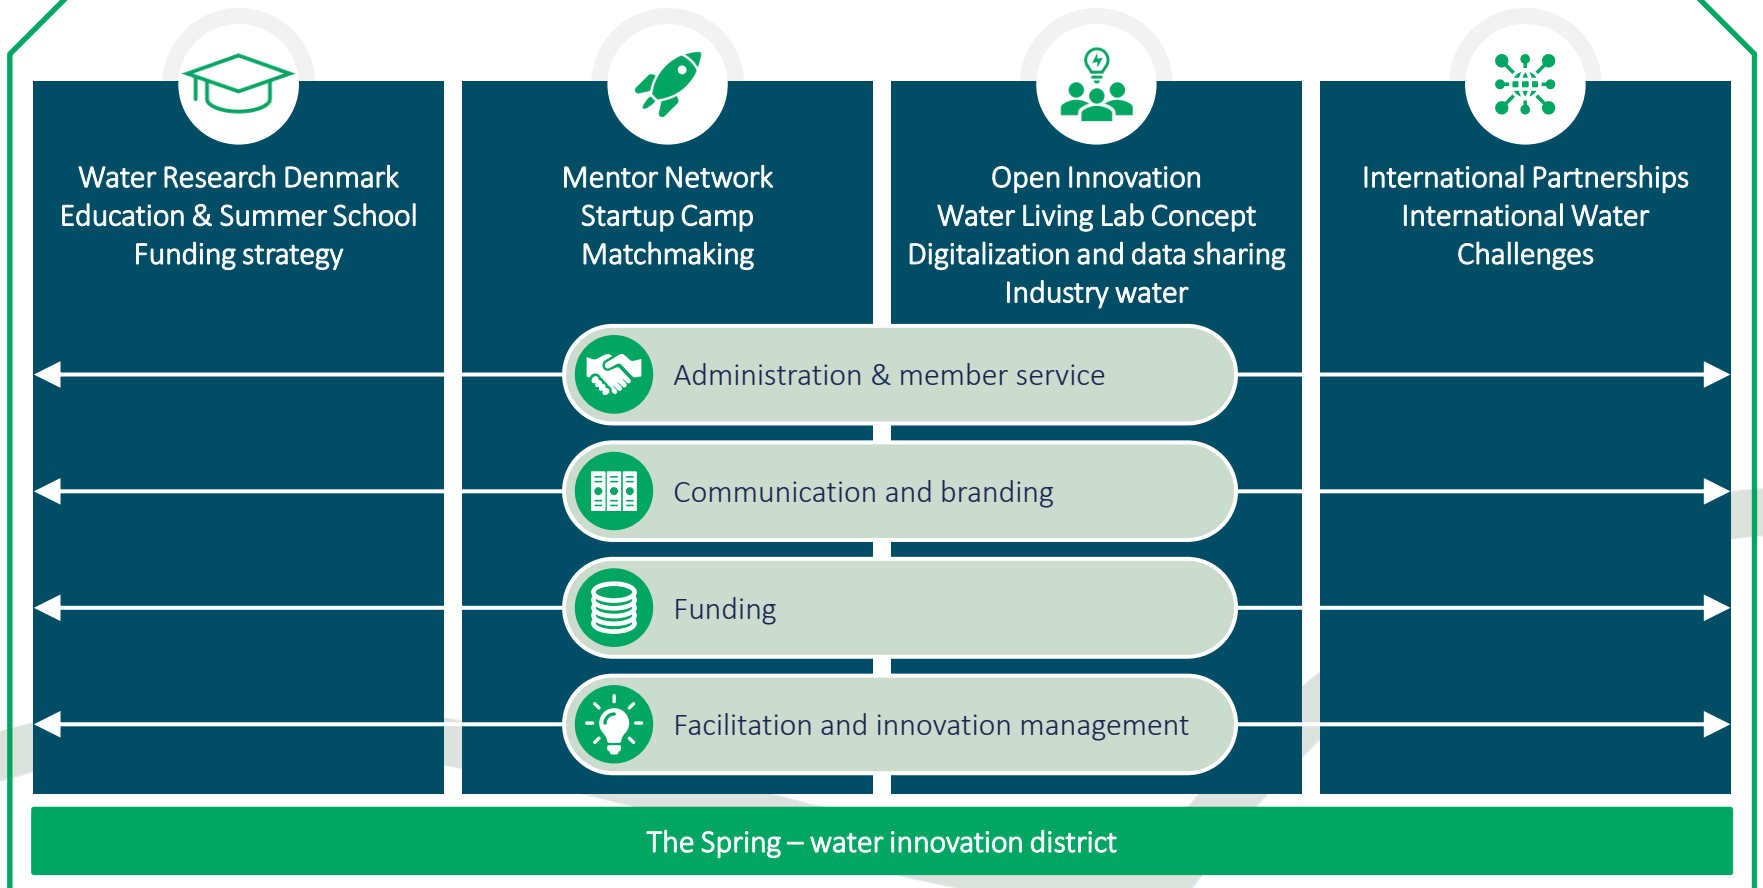 Water Research Denmark
Education & Summer School
Funding strategy
Mentor Network
Startup Camp
Matchmaking
Open Innovation
Water Living Lab Concept
Digitalization and data sharing
Industry water
International Partnerships
International Water
Challenges
Administration & member service
Communication and branding
Funding
Facilitation and innovation management
The Spring – water innovation district